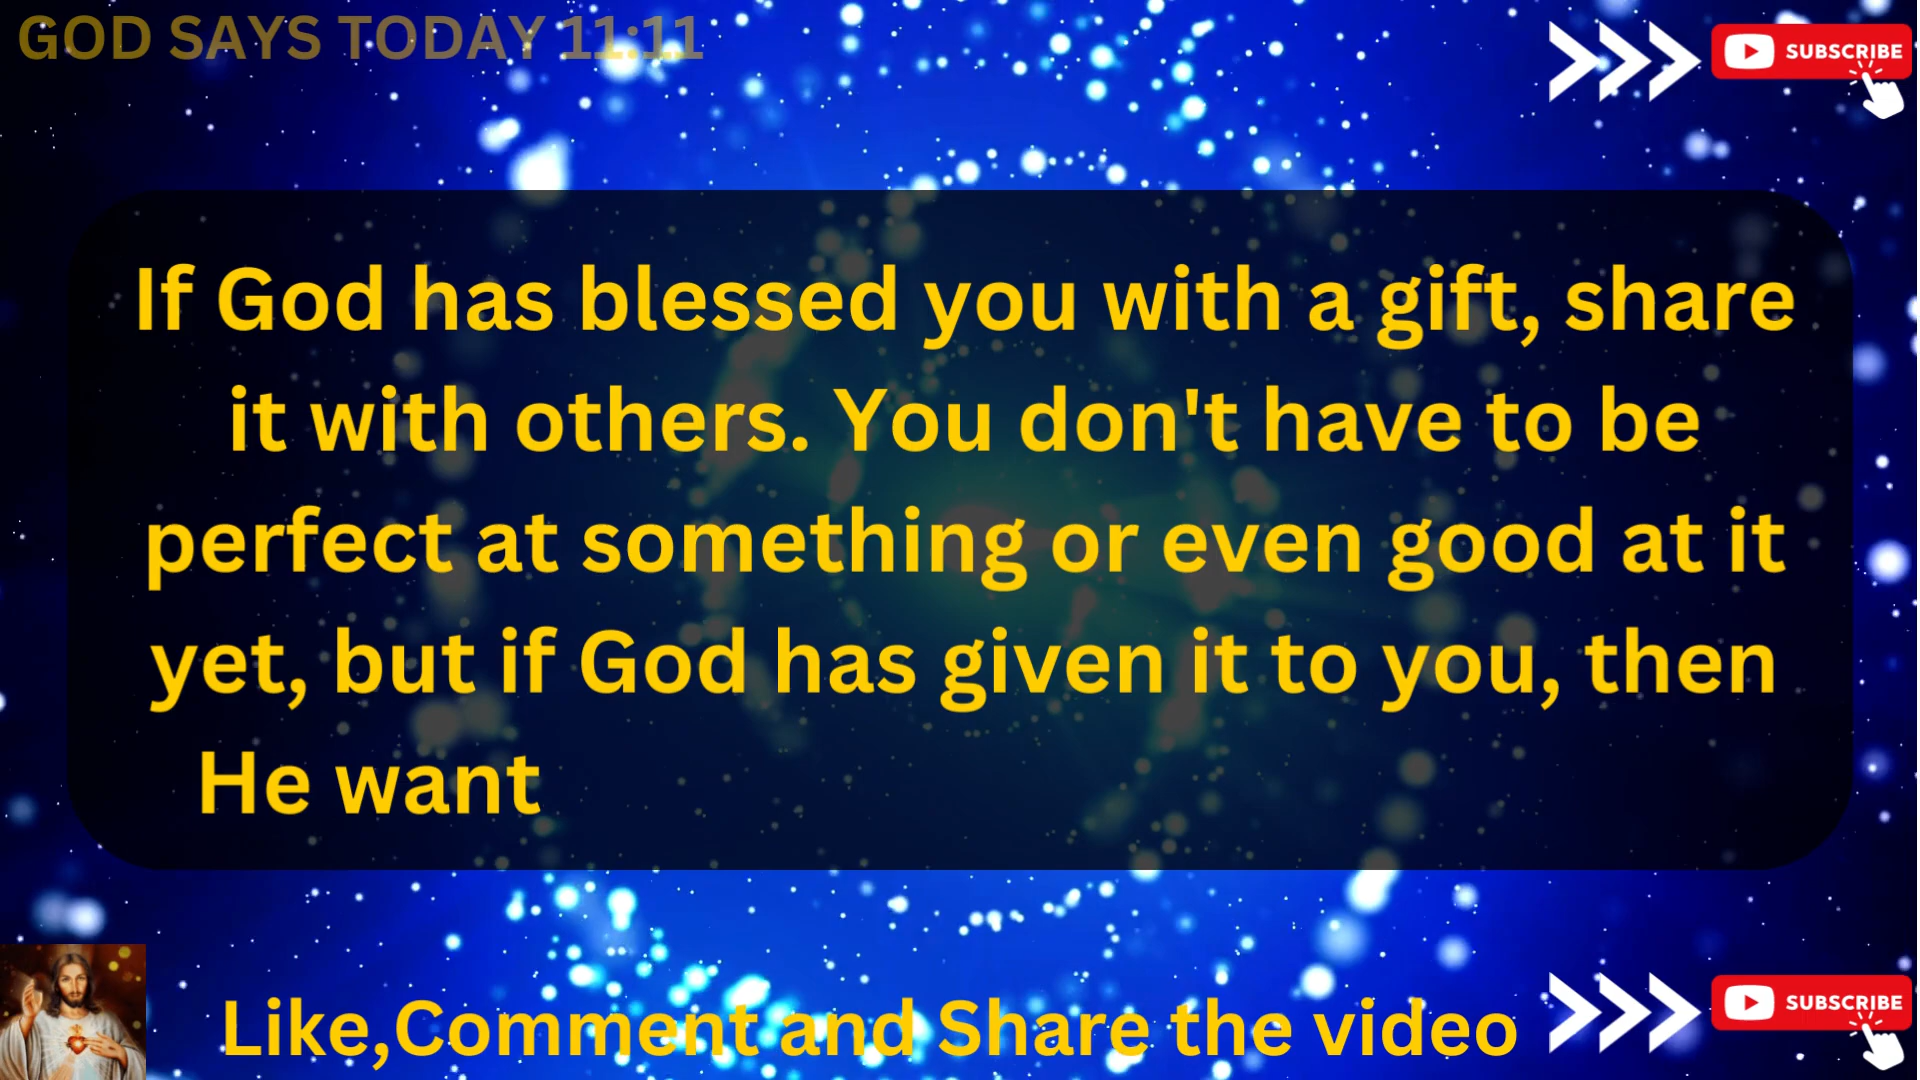 GOD SAYS TODAY 11:11
SUBSCRIBE
If God has blessed you with a gift, share
it with others. You don't have to be
perfect at something or even good at it
yet, but if God has given it to you, then
He want
Like,Comment and Share the video
SUBSCRIBE